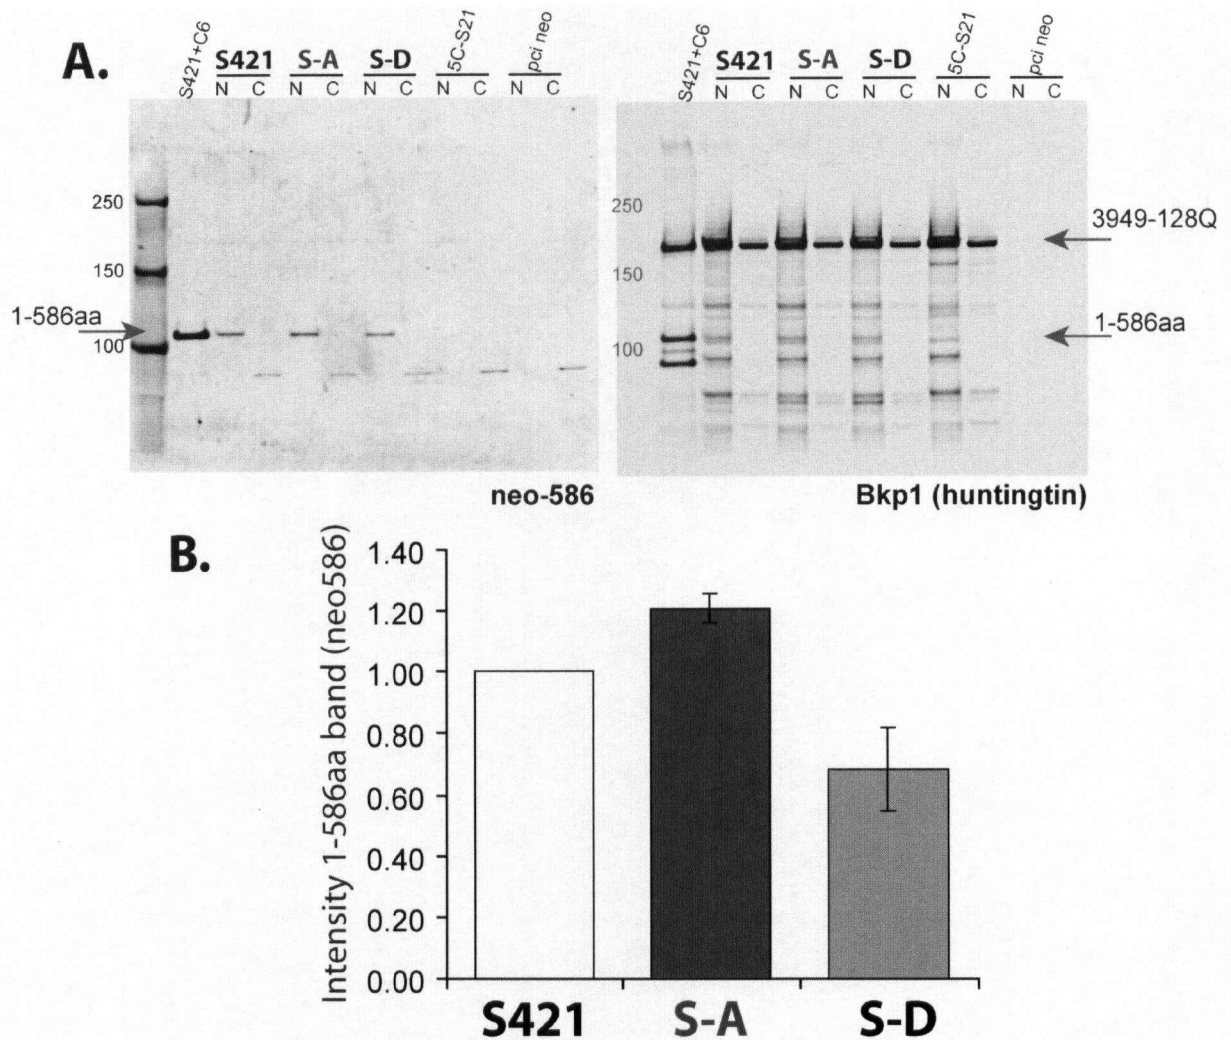 A.
S421+C6 S421 S-A S-D 5C-S21 pci neo
N C N C N C N C N C
250
150
1-586aa
100
neo-586
S421+C6 S421 S-A S-D 5C-S21 pci neo
N C N C N C N C N C
250
3949-128Q
150
1-586aa
100
Bkp1 (huntingtin)
B.
Intensity 1-586aa band (neo586)
1.40
1.20
1.00
0.80
0.60
0.40
0.20
0.00
S421 S-A S-D